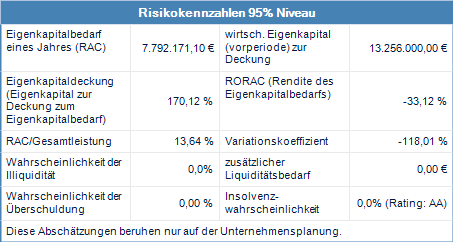 Risikokennzahlen 95% Niveau
Eigenkapitalbedarf
eines Jahres (RAC)
7.792.171,10 €
wirtsch. Eigenkapital
(vorperiode) zur
Deckung
13.256.000,00 €
Eigenkapitaldeckung
(Eigenkapital zur
Deckung zum
Eigenkapitalbedarf)
170,12 %
RORAC (Rendite des
Eigenkapitalbedarfs)
-33,12 %
RAC/Gesamtleistung
13,64 %
Variationskoeffizient
-118,01 %
Wahrscheinlichkeit der
Illiquidität
0,0%
zusätzlicher
Liquiditätsbedarf
0,00 €
Wahrscheinlichkeit der
Überschuldung
0,00 %
Insolvenz-
wahrscheinlichkeit
0,0% (Rating: AA)
Diese Abschätzungen beruhen nur auf der Unternehmensplanung.